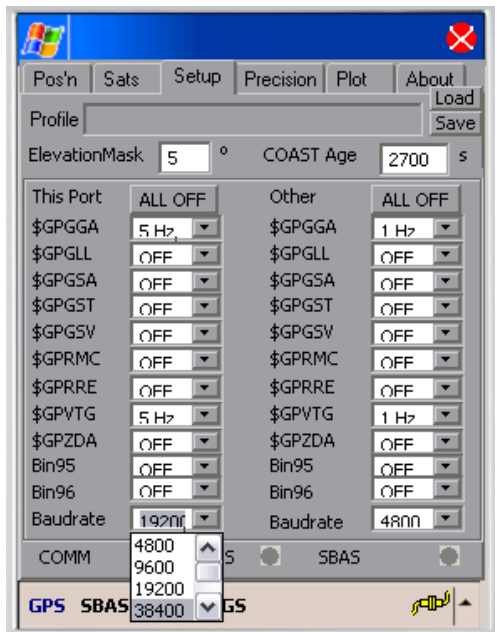 Pos'n Sats Setup Precision Plot About
Load
Profile Save
ElevationMask 5 ° COAST Age 2700 s
This Port ALL OFF Other ALL OFF
$GPGGA 5 Hz $GPGGA 1 Hz
$GPGLL OFF $GPGLL OFF
$GPGSA OFF $GPGSA OFF
$GPGST OFF $GPGST OFF
$GPGSV OFF $GPGSV OFF
$GPRMC OFF $GPRMC OFF
$GPRRE OFF $GPRRE OFF
$GPVTG 5 Hz $GPVTG 1 Hz
$GPZDA OFF $GPZDA OFF
Bin95 OFF Bin95 OFF
Bin96 OFF Bin96 OFF
Baudrate 19200 Baudrate 4800
4800
9600
19200
38400
COMM S SBAS
GPS SBAS GS